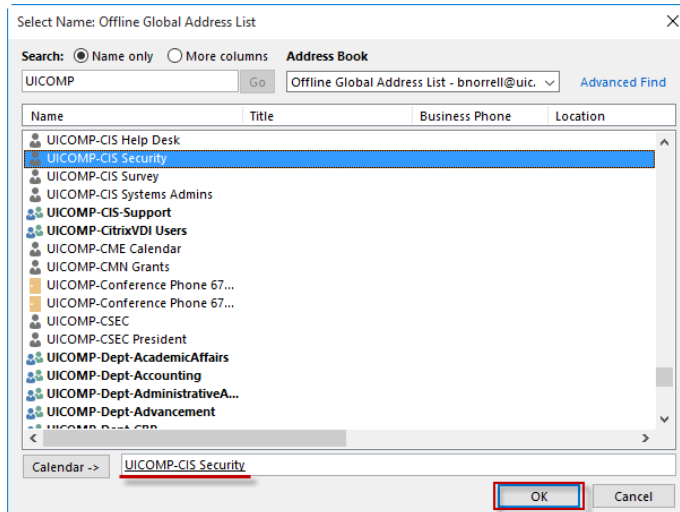 Select Name: Offline Global Address List
Search: Name only More columns Address Book
UICOMP Go Offline Global Address List - bnorrell@uic. Advanced Find
Name Title Business Phone Location
UICOMP-CIS Help Desk
UICOMP-CIS Security
UICOMP-CIS Survey
UICOMP-CIS Systems Admins
UICOMP-CIS-Support
UICOMP-CitrixVDI Users
UICOMP-CME Calendar
UICOMP-CMN Grants
UICOMP-Conference Phone 67...
UICOMP-Conference Phone 67...
UICOMP-CSEC
UICOMP-CSEC President
UICOMP-Dept-AcademicAffairs
UICOMP-Dept-Accounting
UICOMP-Dept-AdministrativeA...
UICOMP-Dept-Advancement
Calendar -> UICOMP-CIS Security
OK Cancel